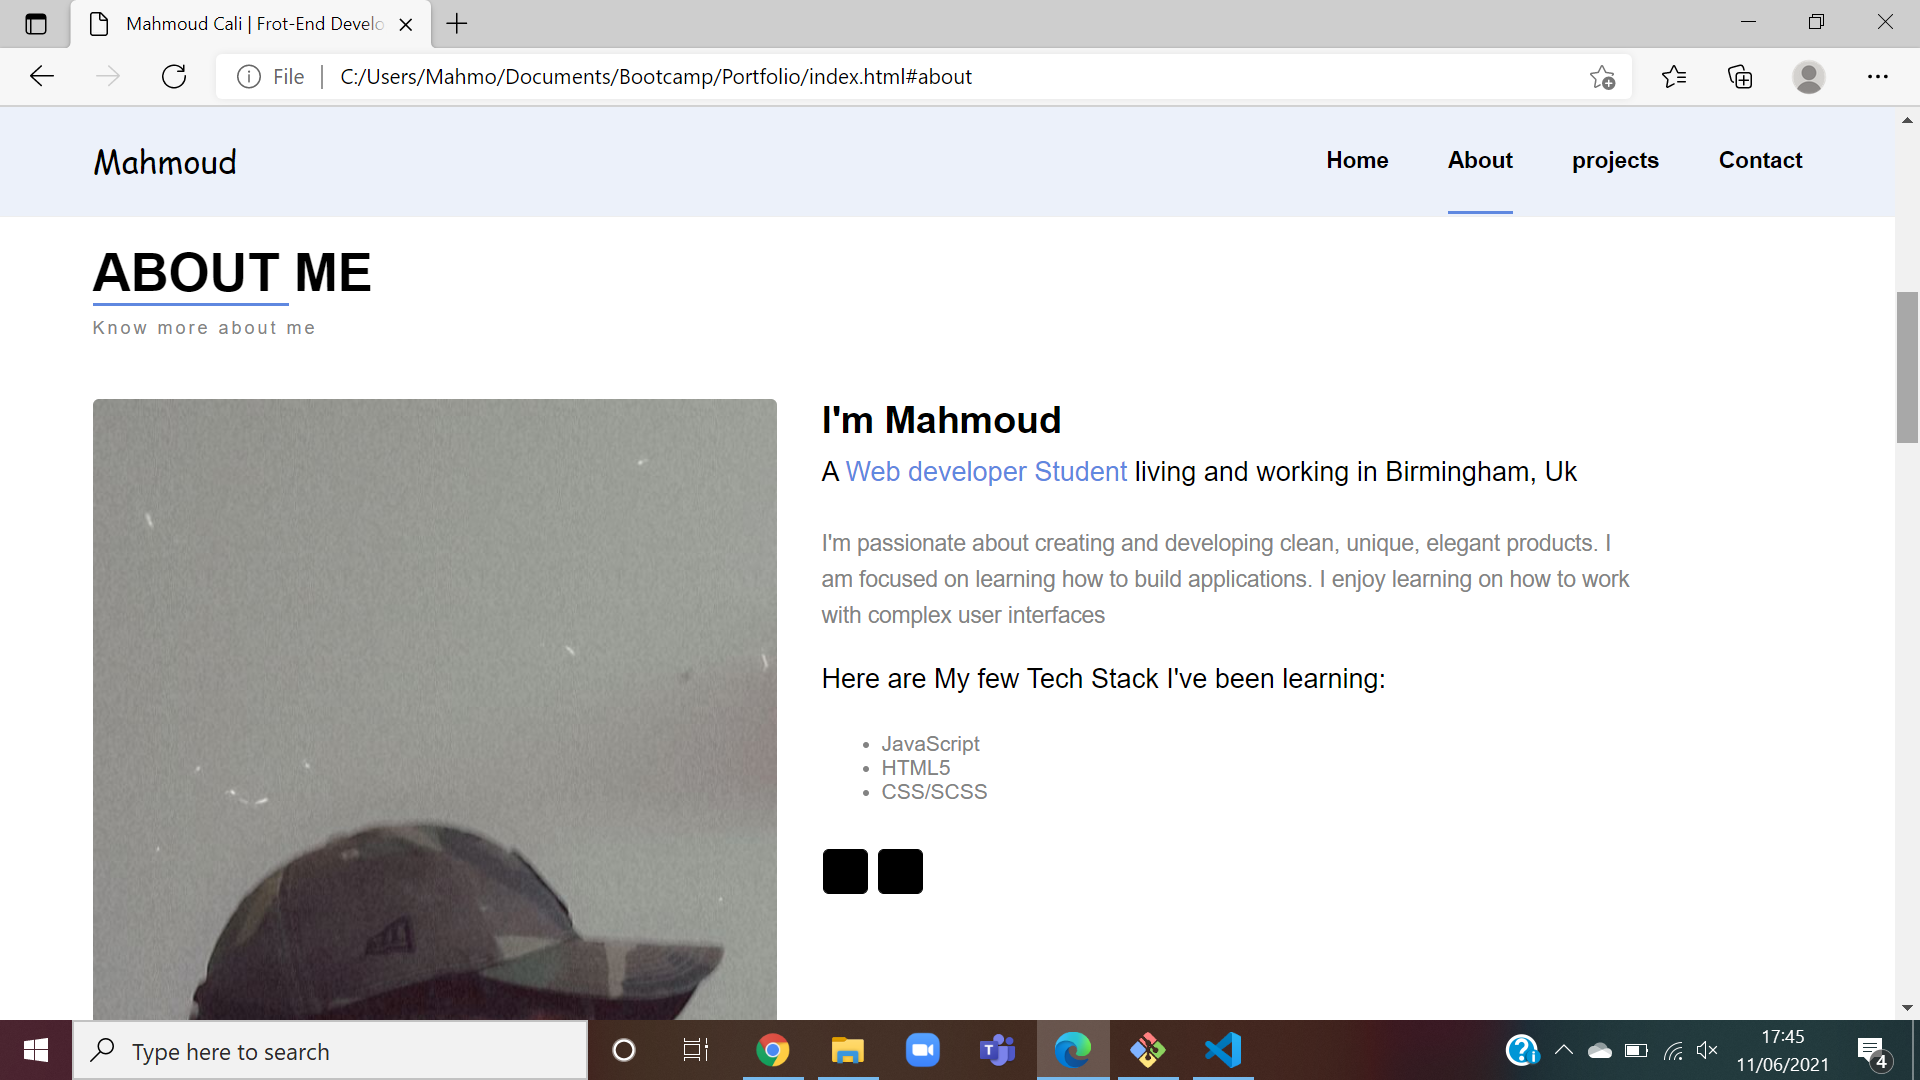 Mahmoud Cali | Frot-End Develo
File
C:/Users/Mahmo/Documents/Bootcamp/Portfolio/index.html#about
Mahmoud
Home About projects Contact
ABOUT ME
Know more about me
I'm Mahmoud
A Web developer Student living and working in Birmingham, Uk
I'm passionate about creating and developing clean, unique, elegant products. I
am focused on learning how to build applications. I enjoy learning on how to work
with complex user interfaces
Here are My few Tech Stack I've been learning:
JavaScript
HTML5
CSS/SCSS
Type here to search
17:45
11/06/2021
4